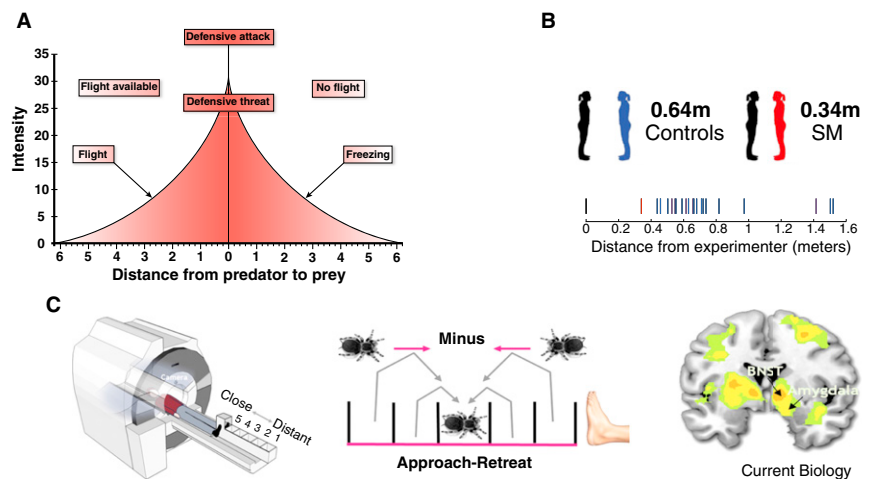 A
Defensive attack
35
Flight available
No flight
30
Defensive threat
25
20
Flight
Freezing
15
10
5
0
6 5 4 3 2 1 0 1 2 3 4 5 6
Intensity
Distance from predator to prey
B
0.64m
Controls
0.34m
SM
0 0.2 0.4 0.6 0.8 1 1.2 1.4 1.6
Distance from experimenter (meters)
C
Close
Distant
5 4 3 2 1
Minus
Approach-Retreat
BNST
Amygdala
Current Biology